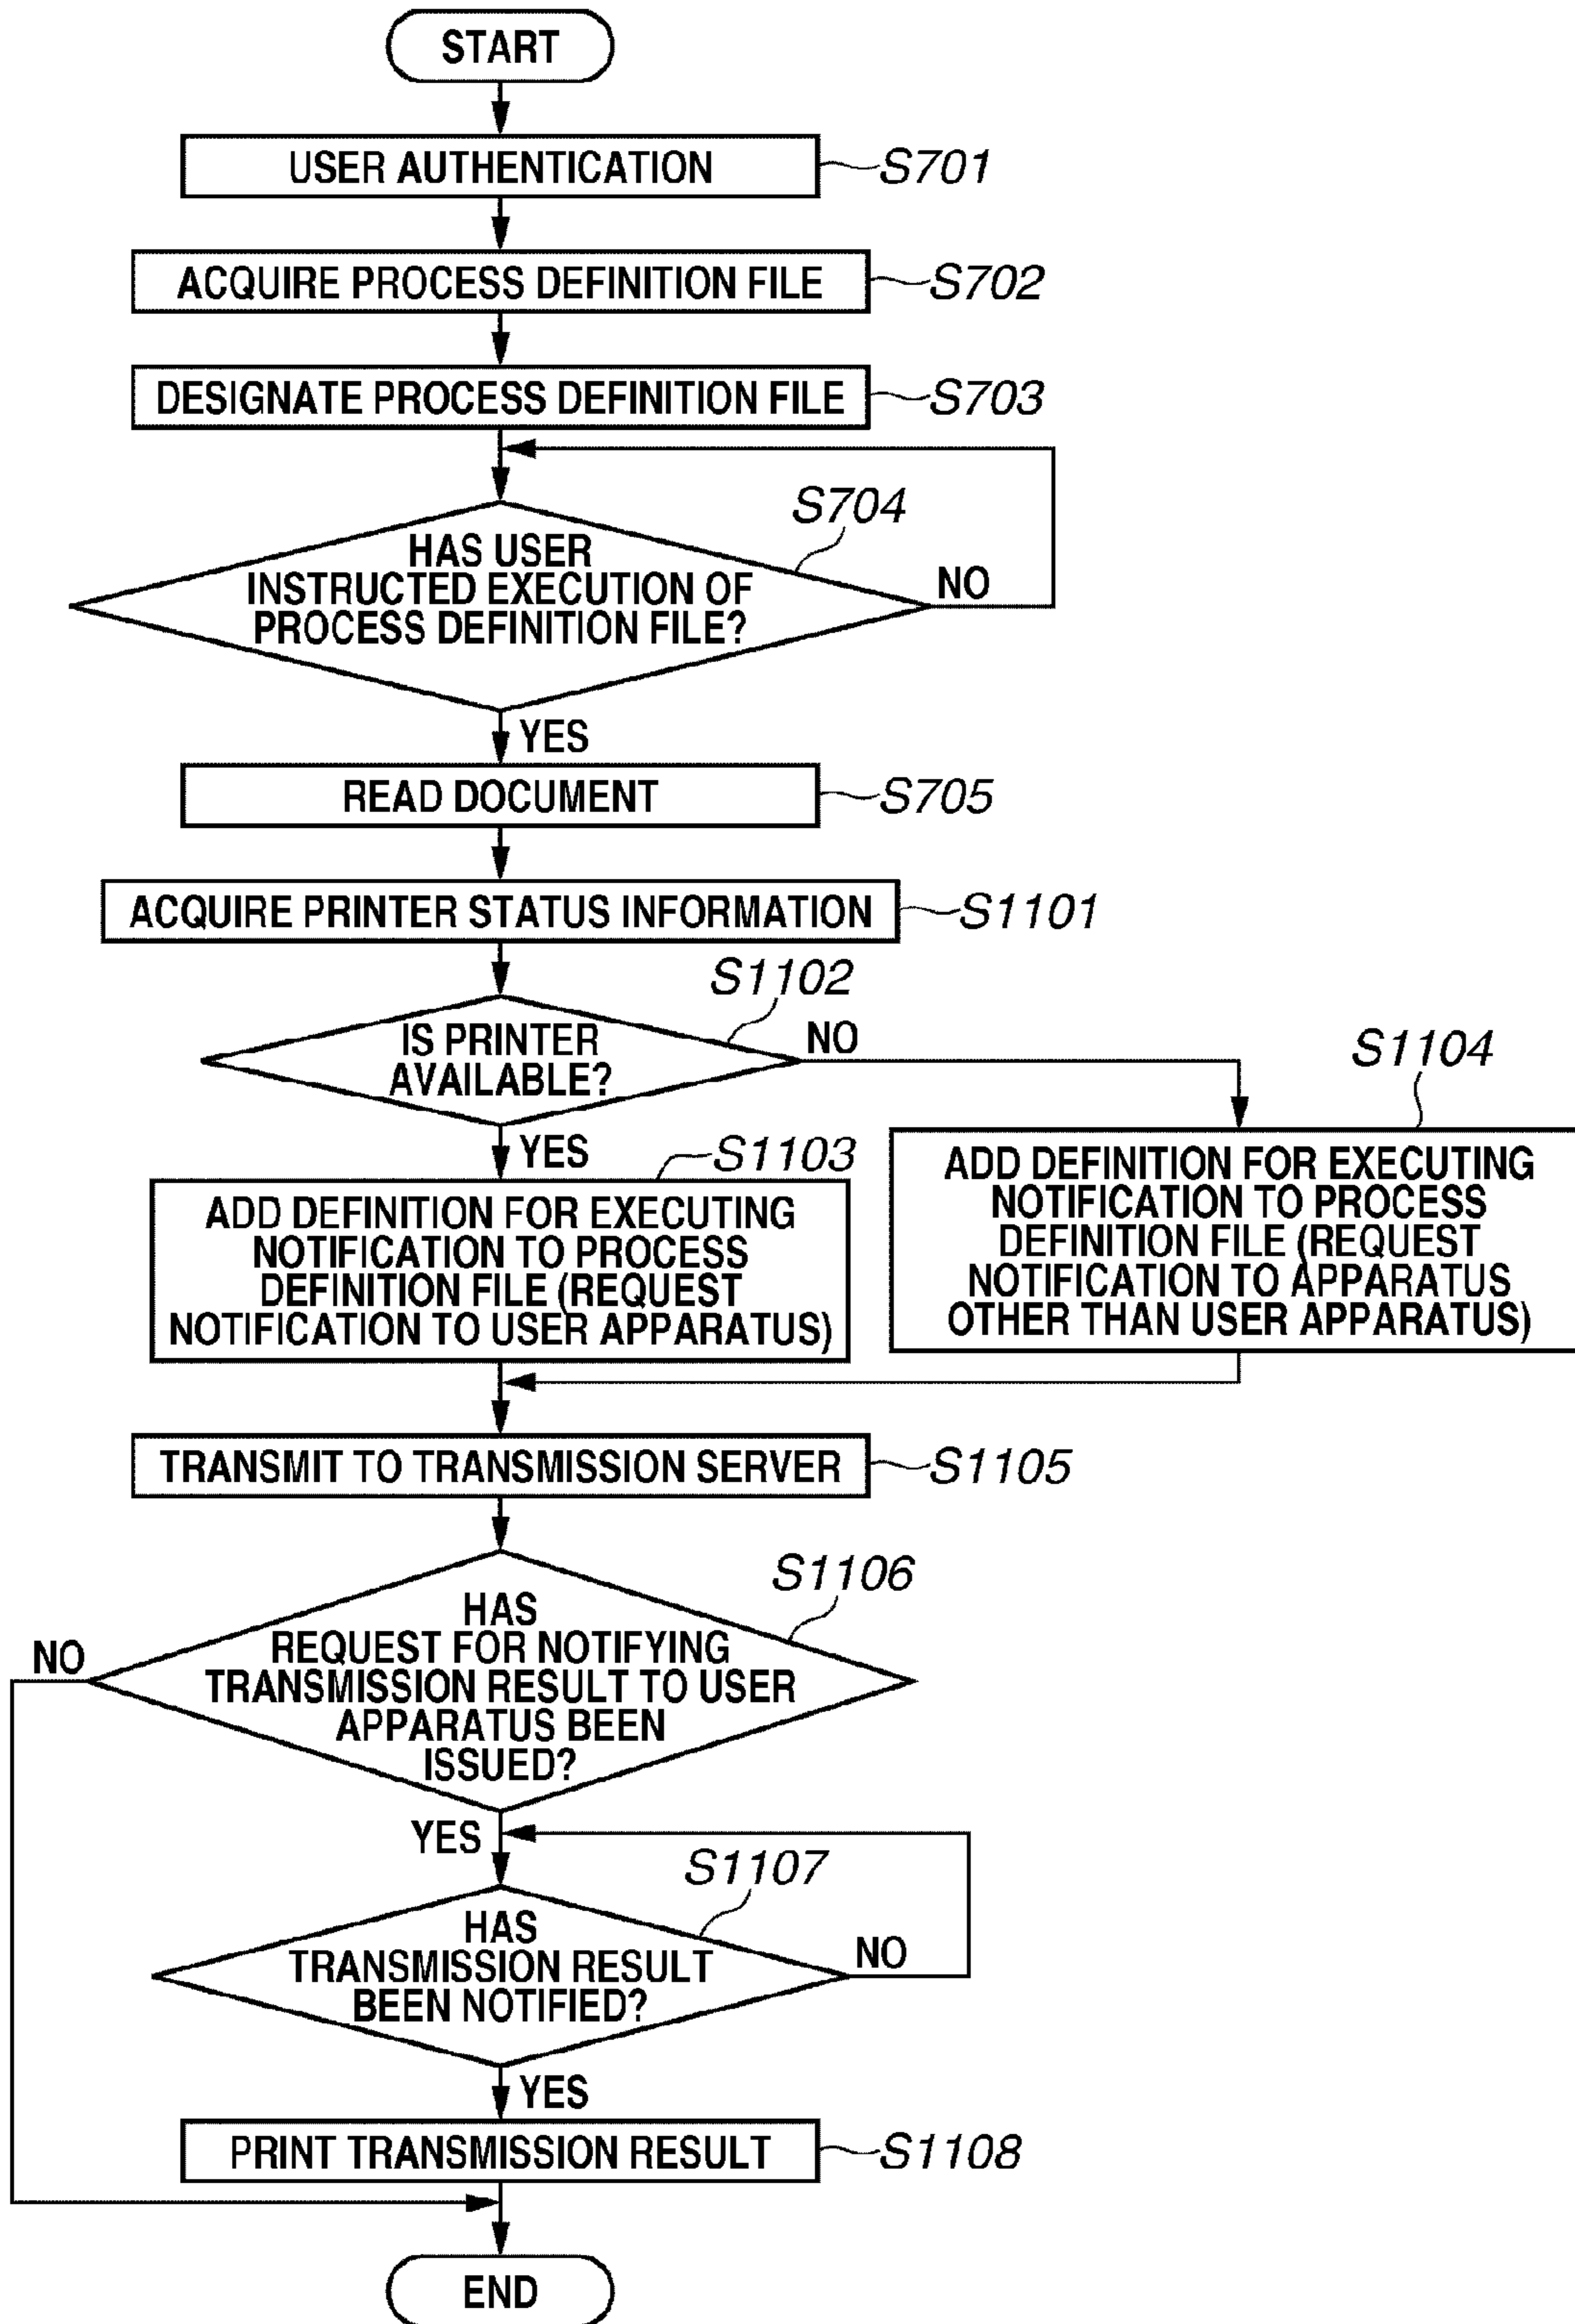 START
USER AUTHENTICATION
S701
ACQUIRE PROCESS DEFINITION FILE
S702
DESIGNATE PROCESS DEFINITION FILE
S703
S704
HAS USER
INSTRUCTED EXECUTION OF
PROCESS DEFINITION FILE?
NO
YES
READ DOCUMENT
S705
ACQUIRE PRINTER STATUS INFORMATION
S1101
S1102
IS PRINTER
AVAILABLE?
NO
YES
S1103
ADD DEFINITION FOR EXECUTING
NOTIFICATION TO PROCESS
DEFINITION FILE (REQUEST
NOTIFICATION TO USER APPARATUS)
S1104
ADD DEFINITION FOR EXECUTING
NOTIFICATION TO PROCESS
DEFINITION FILE (REQUEST
NOTIFICATION TO APPARATUS
OTHER THAN USER APPARATUS)
TRANSMIT TO TRANSMISSION SERVER
S1105
S1106
HAS
REQUEST FOR NOTIFYING
TRANSMISSION RESULT TO USER
APPARATUS BEEN
ISSUED?
NO
YES
S1107
HAS
TRANSMISSION RESULT
BEEN NOTIFIED?
NO
YES
PRINT TRANSMISSION RESULT
S1108
END